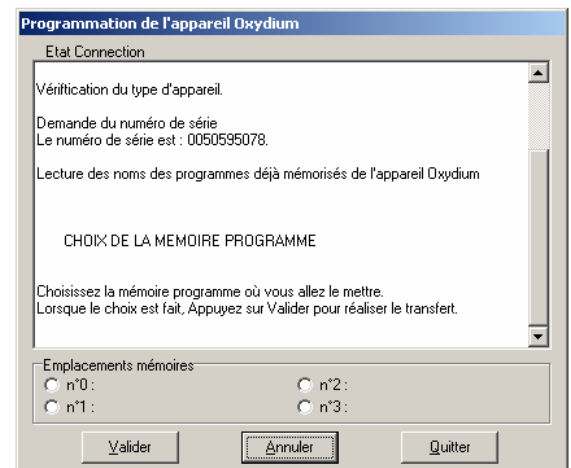 Programmation de l'appareil Oxydium
Etat Connection
Vériftication du type d'appareil.
Demande du numéro de série
Le numéro de série est : 0050595078.
Lecture des noms des programmes déjà mémorisés de l'appareil Oxydium
CHOIX DE LA MEMOIRE PROGRAMME
Choisissez la mémoire programme où vous allez le mettre.
Lorsque le choix est fait, Appuyez sur Valider pour réaliser le transfert.
Emplacements mémoires
n°0 : n°2 :
n°1 : n°3 :
Valider Annuler Quitter